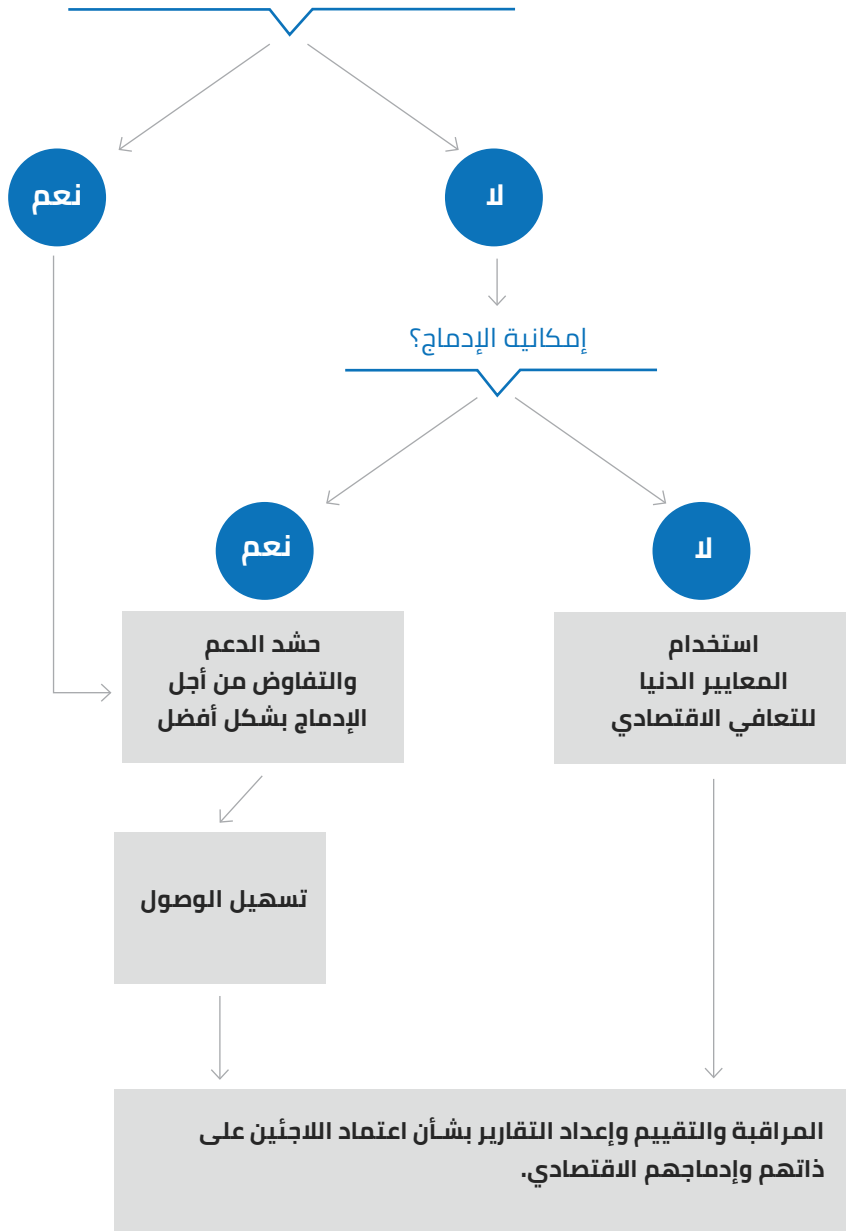 لا
نعم
إمكانية الإدماج؟
لا
نعم
استخدام
المعايير الدنيا
للتعافي الاقتصادي
حشد الدعم
والتفاوض من أجل
الإدماج بشكل أفضل
تسهيل الوصول
المراقبة والتقييم وإعداد التقارير بشأن اعتماد اللاجئين على
ذاتهم وإدماجهم الاقتصادي.